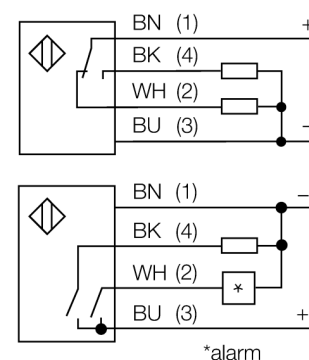 BN (1) +
BK (4)
WH (2)
BU (3) −
BN (1) −
BK (4)
WH (2) *
BU (3) +
*alarm